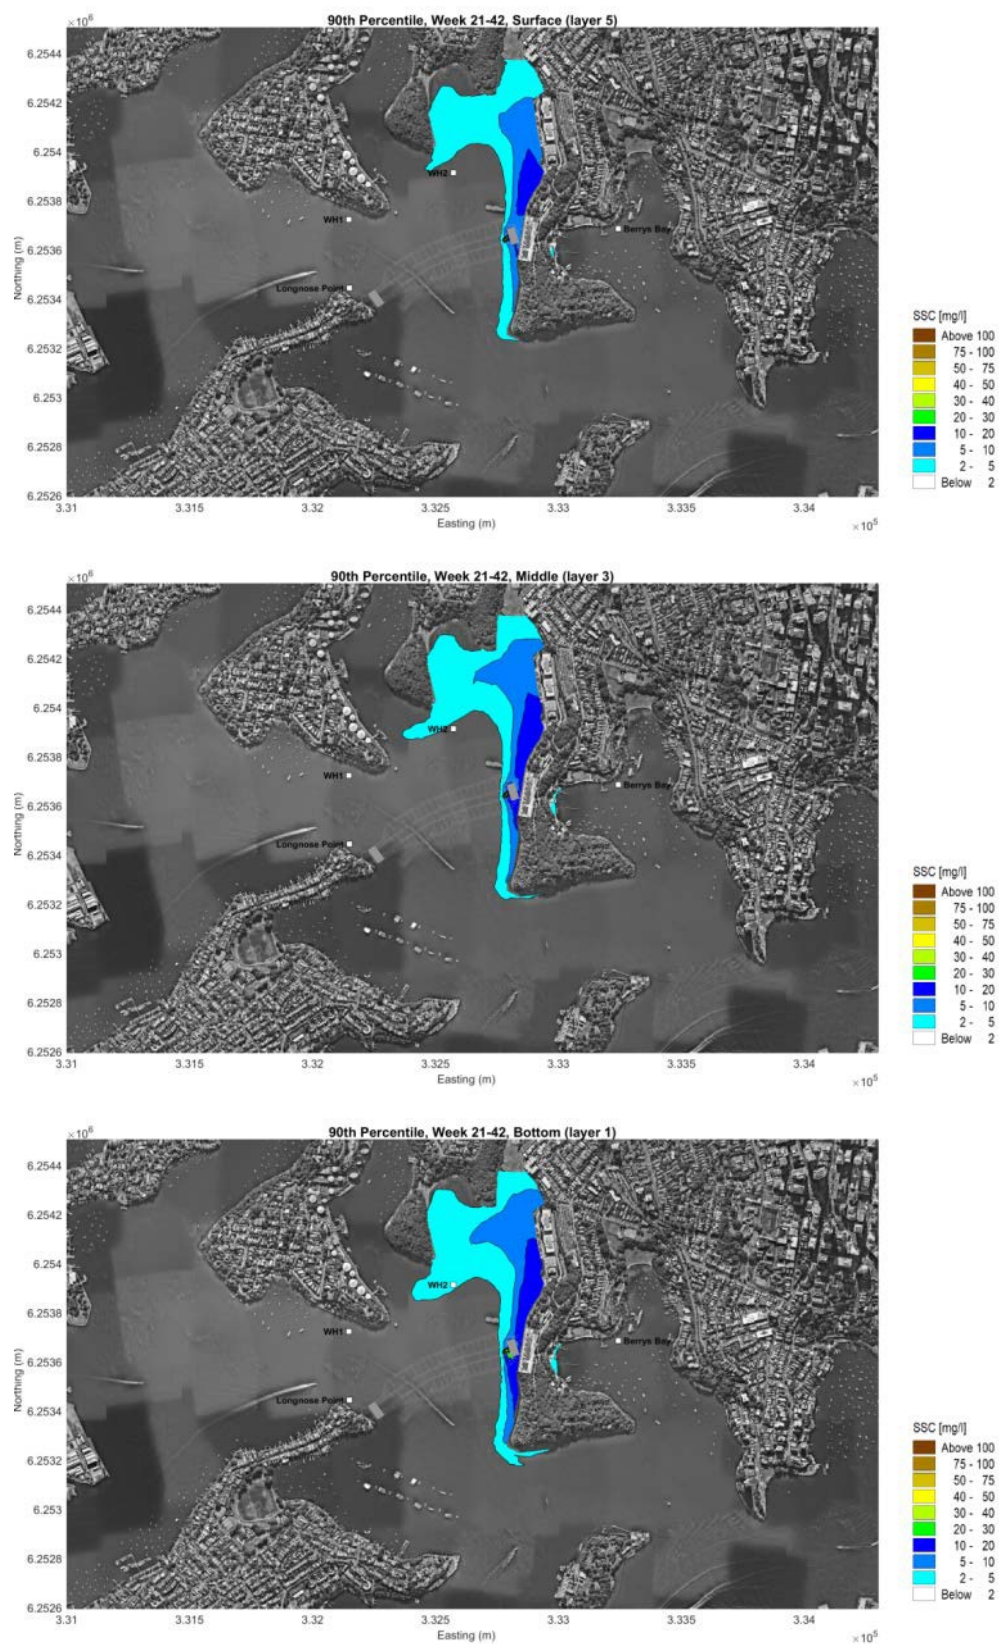 90th Percentile, Week 21-42, Surface (layer 5)
×10⁶
6.2544
6.2542
6.254
6.2538
6.2536
6.2534
6.2532
6.253
6.2528
6.2526
Northing (m)
WH2
WH1
Berrys Bay
Longnose Point
3.31 3.315 3.32 3.325 3.33 3.335 3.34
Easting (m)
×10⁵
SSC [mg/l]
Above 100
75 - 100
50 - 75
40 - 50
30 - 40
20 - 30
10 - 20
5 - 10
2 - 5
Below 2
90th Percentile, Week 21-42, Middle (layer 3)
×10⁶
6.2544
6.2542
6.254
6.2538
6.2536
6.2534
6.2532
6.253
6.2528
6.2526
Northing (m)
WH2
WH1
Berrys Bay
Longnose Point
3.31 3.315 3.32 3.325 3.33 3.335 3.34
Easting (m)
×10⁵
SSC [mg/l]
Above 100
75 - 100
50 - 75
40 - 50
30 - 40
20 - 30
10 - 20
5 - 10
2 - 5
Below 2
90th Percentile, Week 21-42, Bottom (layer 1)
×10⁶
6.2544
6.2542
6.254
6.2538
6.2536
6.2534
6.2532
6.253
6.2528
6.2526
Northing (m)
WH2
WH1
Berrys Bay
Longnose Point
3.31 3.315 3.32 3.325 3.33 3.335 3.34
Easting (m)
×10⁵
SSC [mg/l]
Above 100
75 - 100
50 - 75
40 - 50
30 - 40
20 - 30
10 - 20
5 - 10
2 - 5
Below 2